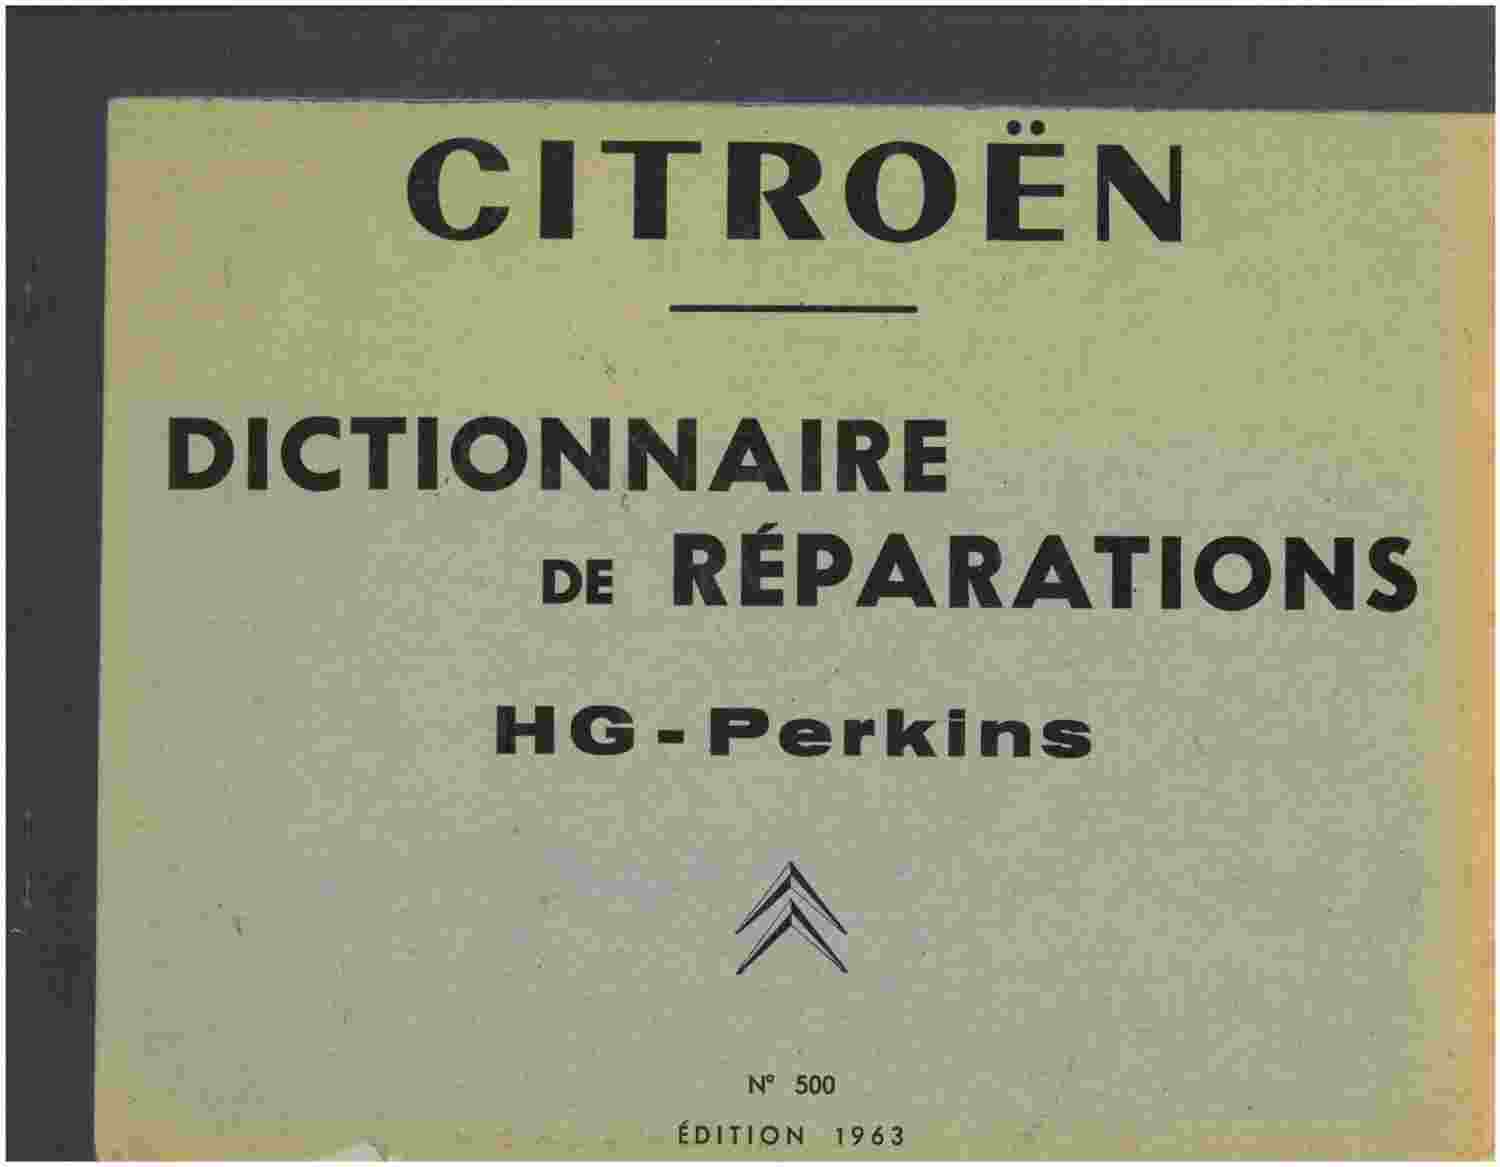 CITROËN
DICTIONNAIRE
DE RÉPARATIONS
HG-Perkins
N° 500
ÉDITION 1963